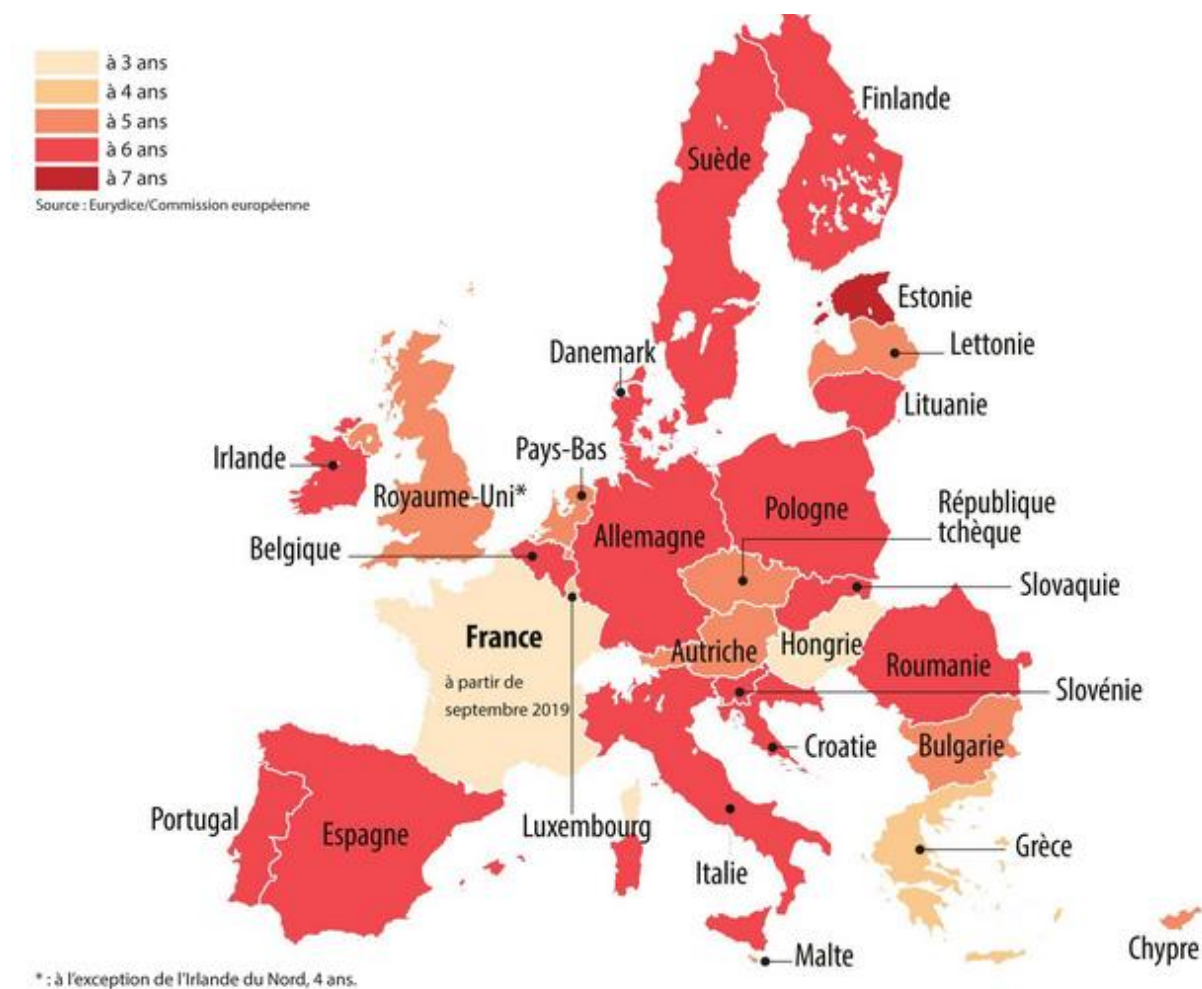 à 3 ans
à 4 ans
à 5 ans
à 6 ans
à 7 ans
Source : Eurydice/Commission européenne
Finlande
Suède
Estonie
Lettonie
Danemark
Lituanie
Pays-Bas
Irlande
Royaume-Uni*
République
tchèque
Pologne
Allemagne
Belgique
Slovaquie
France
Hongrie
Autriche
Roumanie
à partir de
septembre 2019
Slovénie
Croatie
Bulgarie
Portugal
Espagne
Luxembourg
Grèce
Italie
Malte
Chypre
* : à l'exception de l'Irlande du Nord, 4 ans.